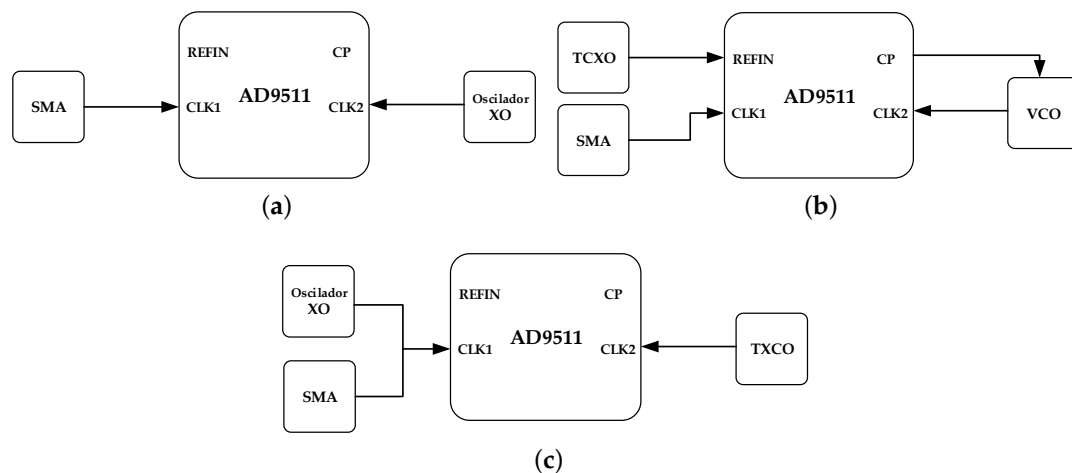 REFIN
CP
SMA
CLK1
AD9511
CLK2
Oscilador
XO
(a)
TCXO
REFIN
CP
AD9511
SMA
CLK1
CLK2
VCO
(b)
Oscilador
XO
REFIN
CP
AD9511
CLK1
CLK2
TXCO
SMA
(c)